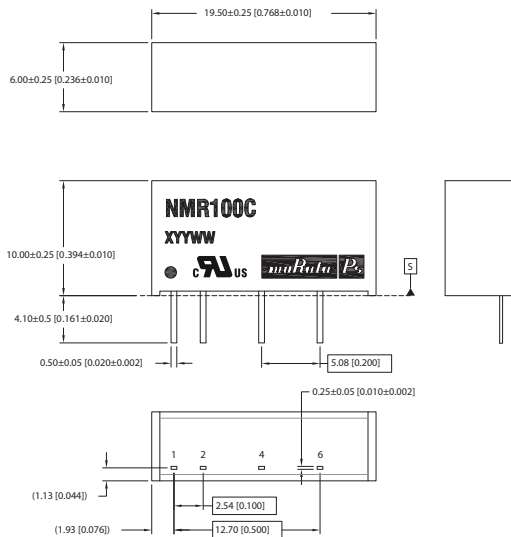 19.50±0.25 [0.768±0.010]
6.00±0.25 [0.236±0.010]
NMR100C
XYYWW
c RU US
muRata Ps
10.00±0.25 [0.394±0.010]
S
4.10±0.5 [0.161±0.020]
0.50±0.05 [0.020±0.002]
5.08 [0.200]
0.25±0.05 [0.010±0.002]
1 2 4 6
(1.13 [0.044])
2.54 [0.100]
(1.93 [0.076])
12.70 [0.500]